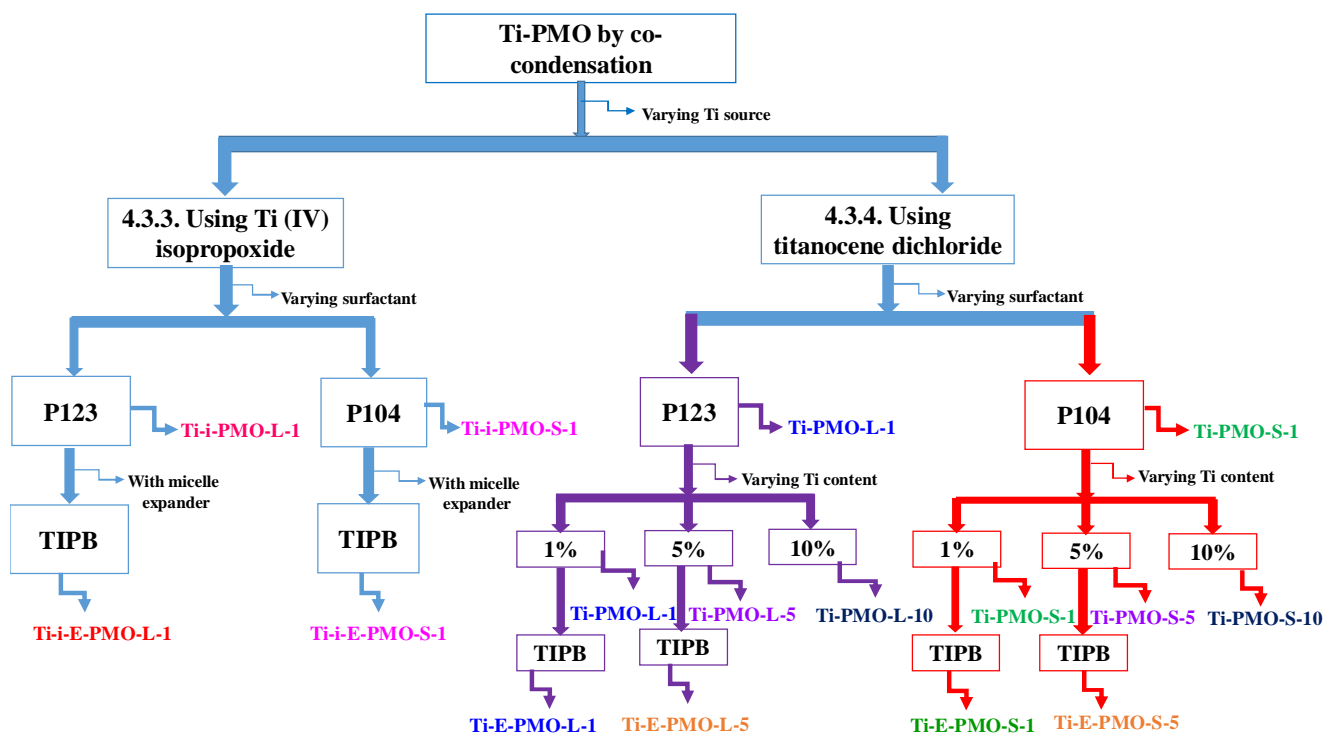 Ti-PMO by co-
condensation
Varying Ti source
4.3.3. Using Ti (IV)
isopropoxide
4.3.4. Using
titanocene dichloride
Varying surfactant
Varying surfactant
P123
P104
P123
P104
Ti-i-PMO-L-1
Ti-i-PMO-S-1
Ti-PMO-L-1
Ti-PMO-S-1
With micelle
expander
With micelle
expander
Varying Ti content
Varying Ti content
TIPB
TIPB
1%
5%
10%
1%
5%
10%
Ti-i-E-PMO-L-1
Ti-i-E-PMO-S-1
Ti-PMO-L-1
Ti-PMO-L-5
Ti-PMO-L-10
Ti-PMO-S-1
Ti-PMO-S-5
Ti-PMO-S-10
TIPB
TIPB
TIPB
TIPB
Ti-E-PMO-L-1
Ti-E-PMO-L-5
Ti-E-PMO-S-1
Ti-E-PMO-S-5